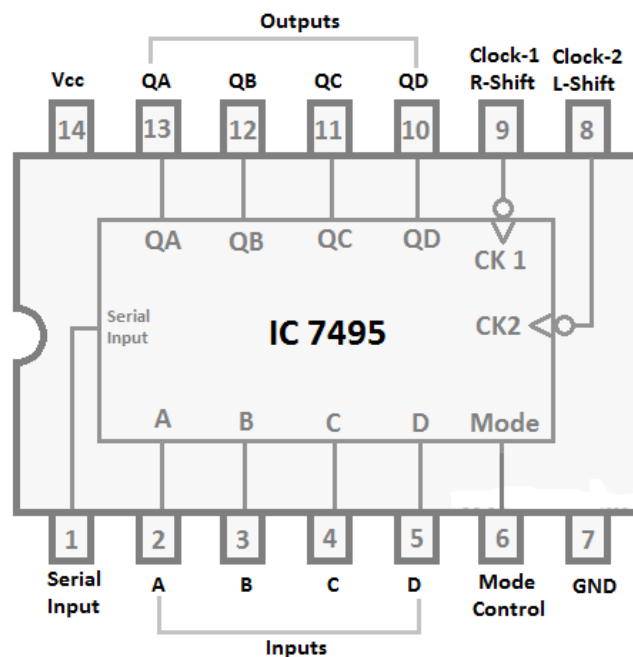 Outputs
Vcc QA QB QC QD Clock-1 R-Shift Clock-2 L-Shift
14 13 12 11 10 9 8
QA QB QC QD CK 1
Serial Input
IC 7495
CK2
A B C D Mode
1 2 3 4 5 6 7
Serial Input A B C D Mode Control GND
Inputs